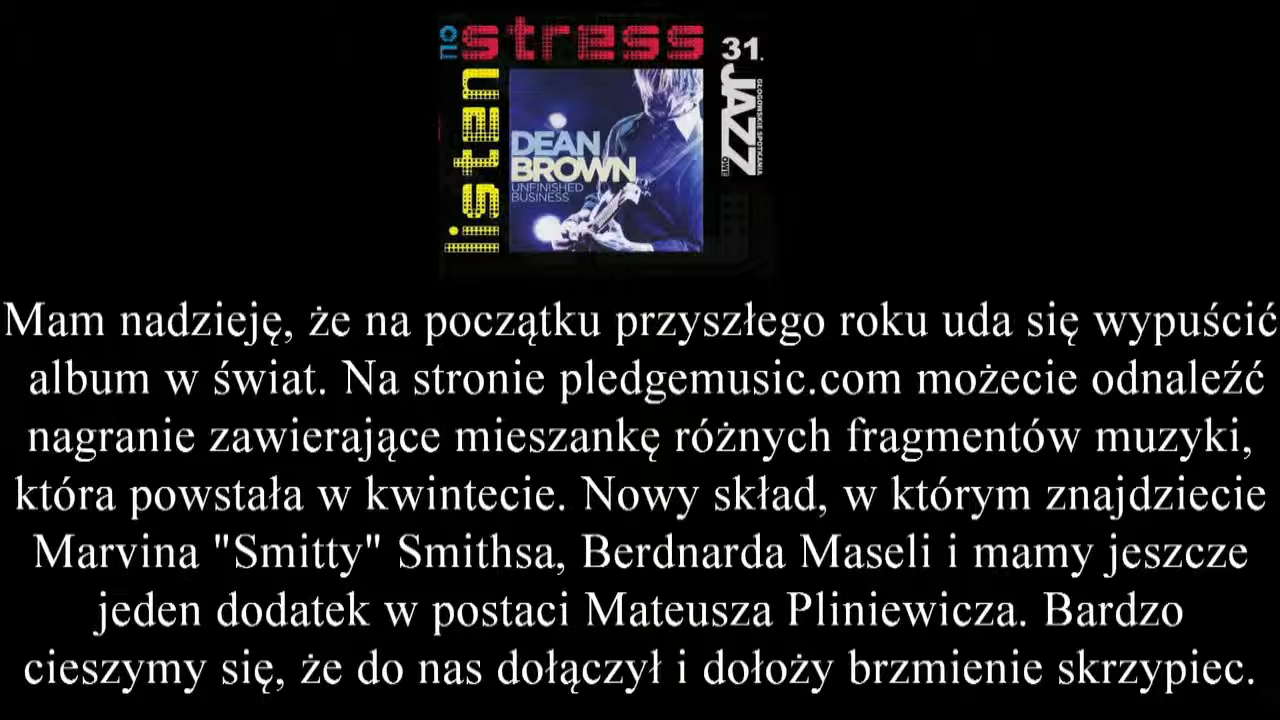 no stress
listen
31.
JAZZ
OWE
GŁOGOWSKIE SPOTKANIA
DEAN
BROWN
UNFINISHED
BUSINESS
Mam nadzieję, że na początku przyszłego roku uda się wypuścić
album w świat. Na stronie pledgemusic.com możecie odnaleźć
nagranie zawierające mieszankę różnych fragmentów muzyki,
która powstała w kwintecie. Nowy skład, w którym znajdziecie
Marvina "Smitty" Smithsa, Berdnarda Maseli i mamy jeszcze
jeden dodatek w postaci Mateusza Pliniewicza. Bardzo
cieszymy się, że do nas dołączył i dołoży brzmienie skrzypiec.